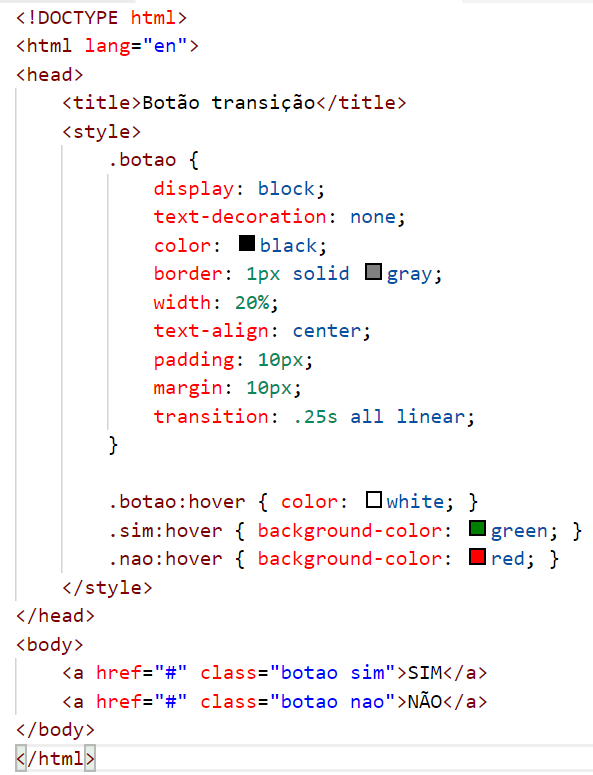 <!DOCTYPE html>
<html lang="en">
<head>
    <title>Botão transição</title>
    <style>
        .botao {
            display: block;
            text-decoration: none;
            color: black;
            border: 1px solid gray;
            width: 20%;
            text-align: center;
            padding: 10px;
            margin: 10px;
            transition: .25s all linear;
        }

        .botao:hover { color: white; }
        .sim:hover { background-color: green; }
        .nao:hover { background-color: red; }
    </style>
</head>
<body>
    <a href="#" class="botao sim">SIM</a>
    <a href="#" class="botao nao">NÃO</a>
</body>
</html>